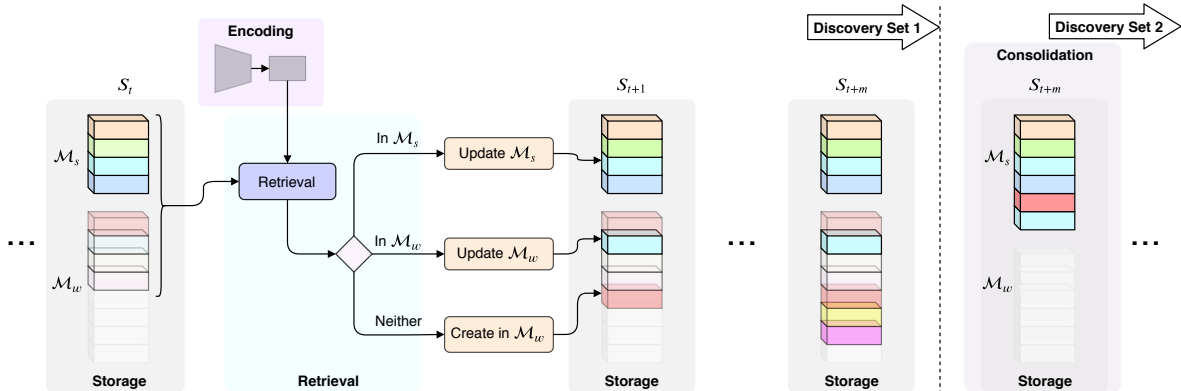 Encoding
Discovery Set 1
Discovery Set 2
Consolidation
S_t
S_{t+1}
S_{t+m}
S_{t+m}
ℳ_s
Retrieval
In ℳ_s
Update ℳ_s
ℳ_s
...
In ℳ_w
Update ℳ_w
...
...
ℳ_w
ℳ_w
Neither
Create in ℳ_w
Storage
Retrieval
Storage
Storage
Storage